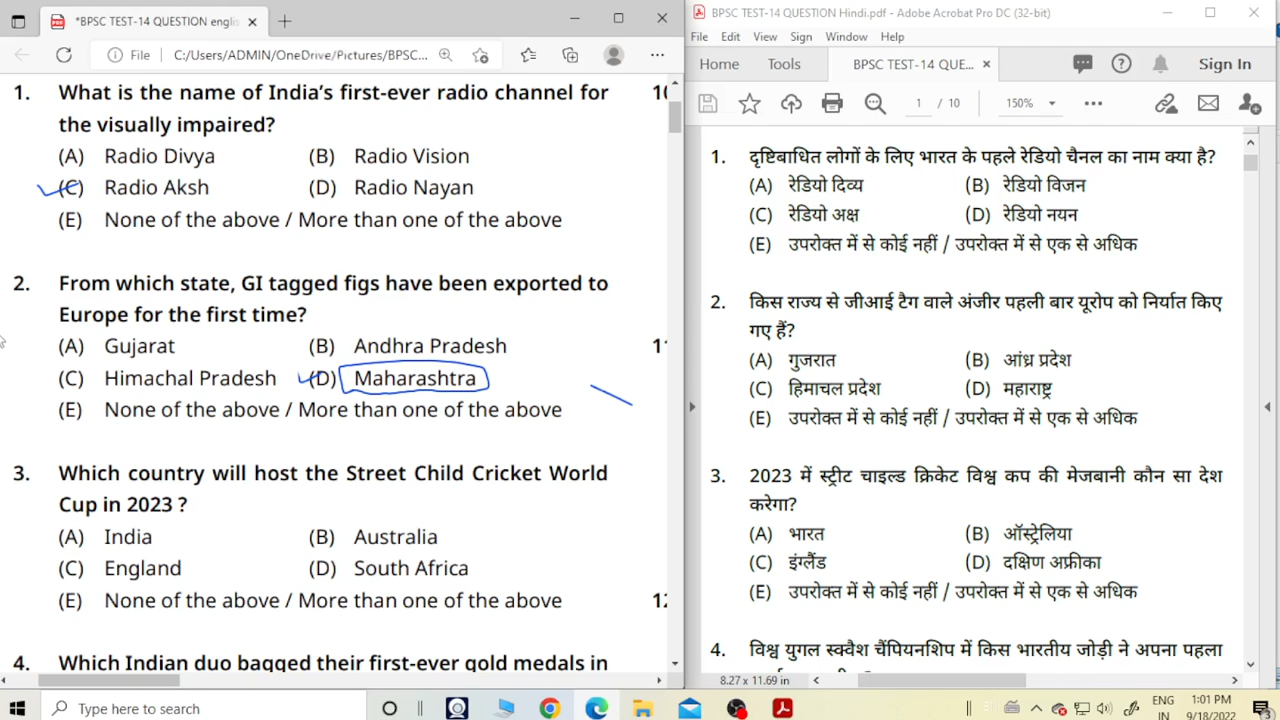 *BPSC TEST-14 QUESTION englis
File
C:/Users/ADMIN/OneDrive/Pictures/BPSC...
1. What is the name of India's first-ever radio channel for
the visually impaired?
(A) Radio Divya (B) Radio Vision
(C) Radio Aksh (D) Radio Nayan
(E) None of the above / More than one of the above
2. From which state, GI tagged figs have been exported to
Europe for the first time?
(A) Gujarat (B) Andhra Pradesh
(C) Himachal Pradesh (D) Maharashtra
(E) None of the above / More than one of the above
3. Which country will host the Street Child Cricket World
Cup in 2023 ?
(A) India (B) Australia
(C) England (D) South Africa
(E) None of the above / More than one of the above
4. Which Indian duo bagged their first-ever gold medals in
10
11
12
BPSC TEST-14 QUESTION Hindi.pdf - Adobe Acrobat Pro DC (32-bit)
File Edit View Sign Window Help
Home Tools BPSC TEST-14 QUE... Sign In
1 / 10 150%
1. दृष्टिबाधित लोगों के लिए भारत के पहले रेडियो चैनल का नाम क्या है?
(A) रेडियो दिव्य (B) रेडियो विजन
(C) रेडियो अक्ष (D) रेडियो नयन
(E) उपरोक्त में से कोई नहीं / उपरोक्त में से एक से अधिक
2. किस राज्य से जीआई टैग वाले अंजीर पहली बार यूरोप को निर्यात किए
गए हैं?
(A) गुजरात (B) आंध्र प्रदेश
(C) हिमाचल प्रदेश (D) महाराष्ट्र
(E) उपरोक्त में से कोई नहीं / उपरोक्त में से एक से अधिक
3. 2023 में स्ट्रीट चाइल्ड क्रिकेट विश्व कप की मेजबानी कौन सा देश
करेगा?
(A) भारत (B) ऑस्ट्रेलिया
(C) इंग्लैंड (D) दक्षिण अफ्रीका
(E) उपरोक्त में से कोई नहीं / उपरोक्त में से एक से अधिक
4. विश्व युगल स्क्वैश चैंपियनशिप में किस भारतीय जोड़ी ने अपना पहला
8.27 x 11.69 in
Type here to search
ENG
IN
1:01 PM
9/18/2022